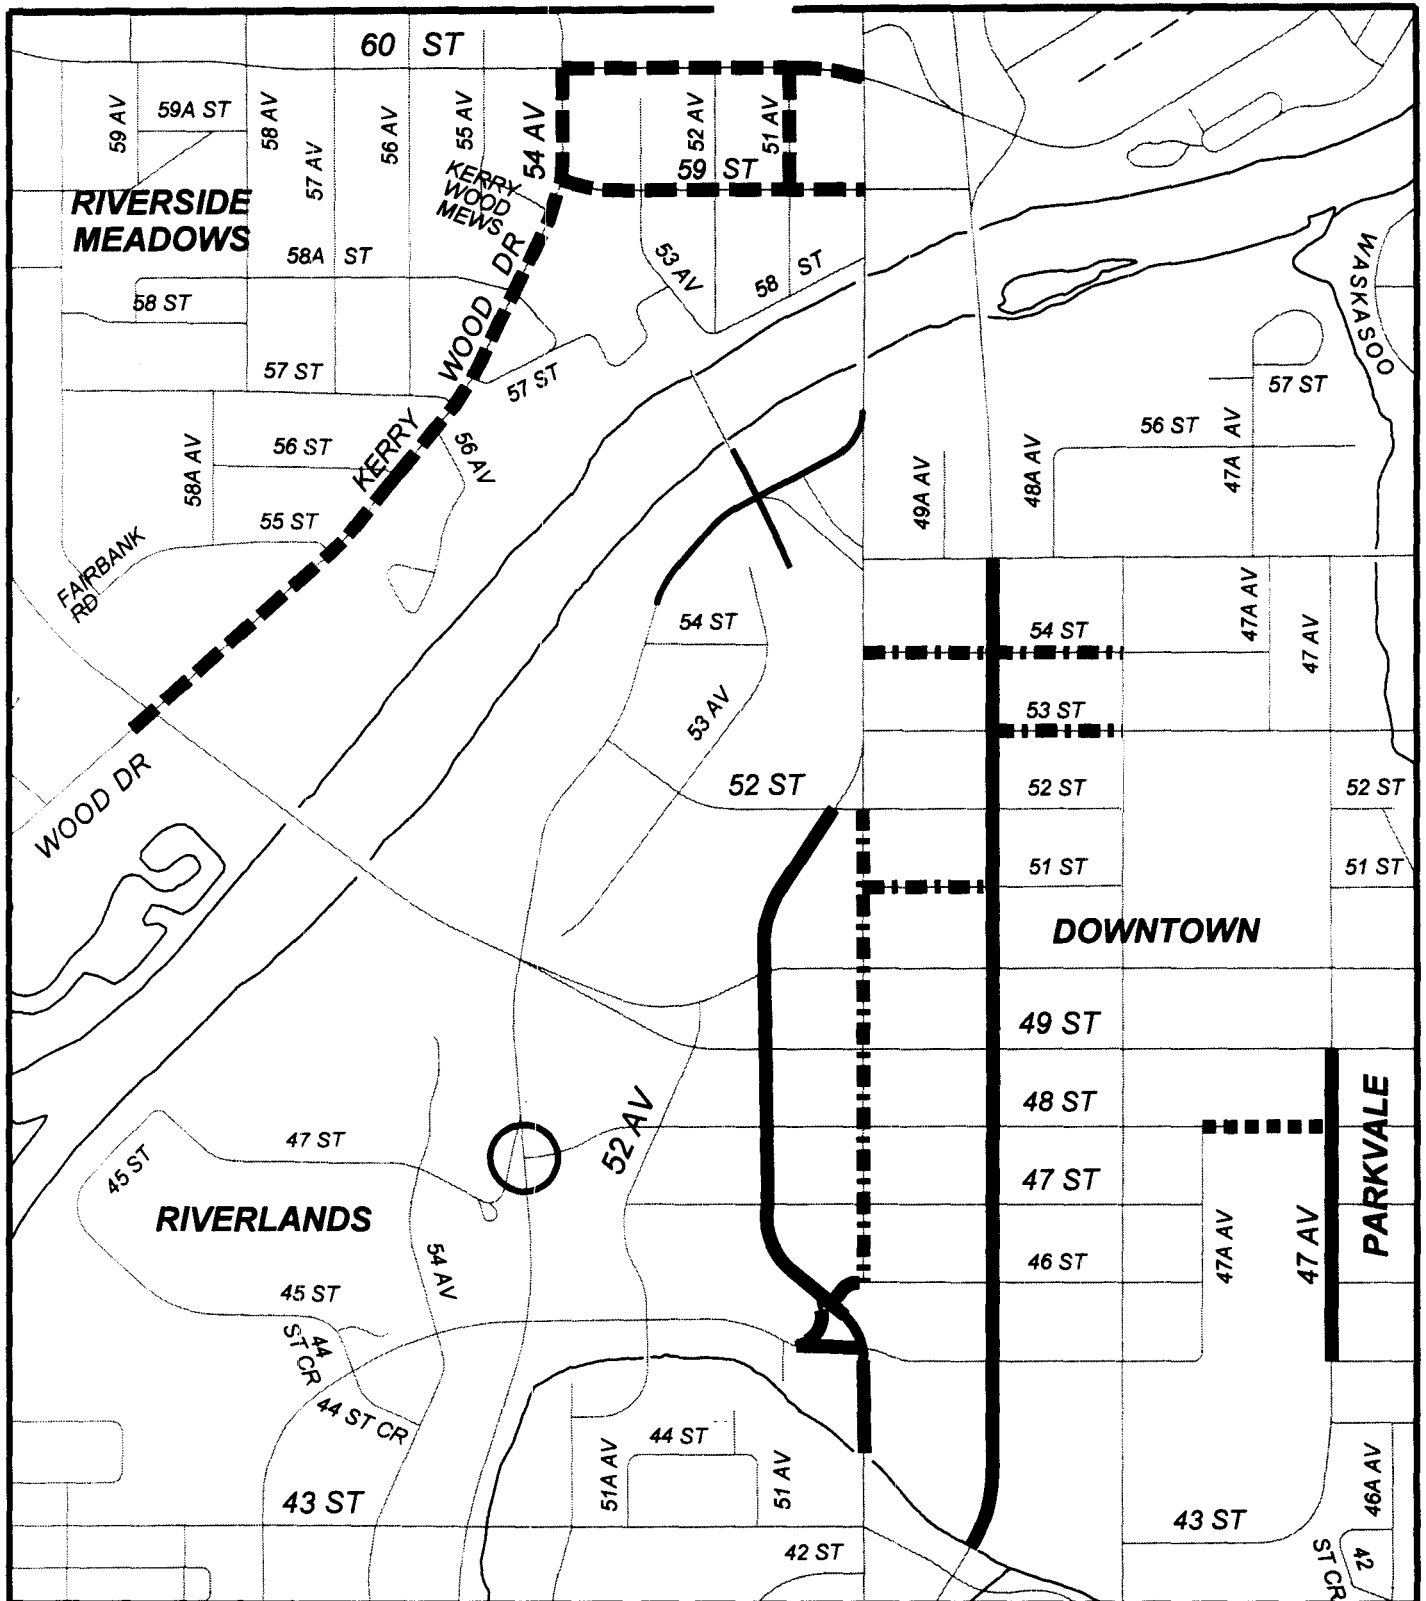 60 ST
59 AV
59A ST
58 AV
57 AV
56 AV
55 AV
54 AV
52 AV
51 AV
59 ST
KERRY
WOOD
MEWS
RIVERSIDE
MEADOWS
58A ST
58 ST
53 AV
58 ST
KERRY WOOD DR
57 ST
57 ST
58A AV
56 ST
56 AV
55 ST
FAIRBANK
RD
WASKASOO
57 ST
56 ST
47A AV
48A AV
49A AV
54 ST
54 ST
47A AV
47 AV
53 AV
53 ST
WOOD DR
52 ST
52 ST
52 ST
51 ST
51 ST
DOWNTOWN
49 ST
48 ST
52 AV
47 ST
45 ST
47 ST
PARKVALE
RIVERLANDS
54 AV
46 ST
47A AV
47 AV
45 ST
44
ST CR
44 ST CR
44 ST
51A AV
51 AV
43 ST
43 ST
46A AV
42 ST
42
ST CR